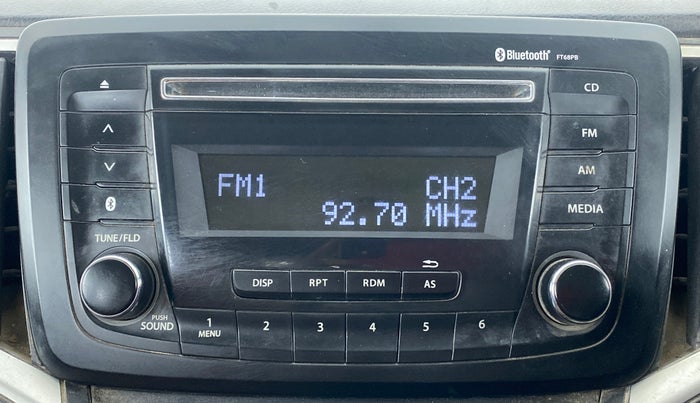 Bluetooth® FT68PB
CD
FM
AM
MEDIA
FM1 CH2
92.70 MHz
TUNE/FLD
PUSH
SOUND
DISP RPT RDM AS
1 2 3 4 5 6
MENU